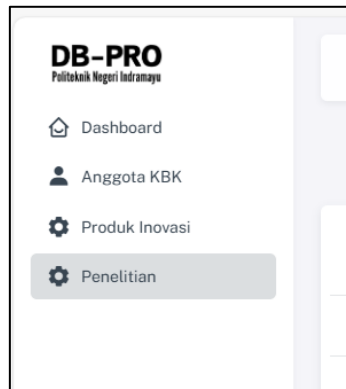 DB-PRO
Politeknik Negeri Indramayu
Dashboard
Anggota KBK
Produk Inovasi
Penelitian